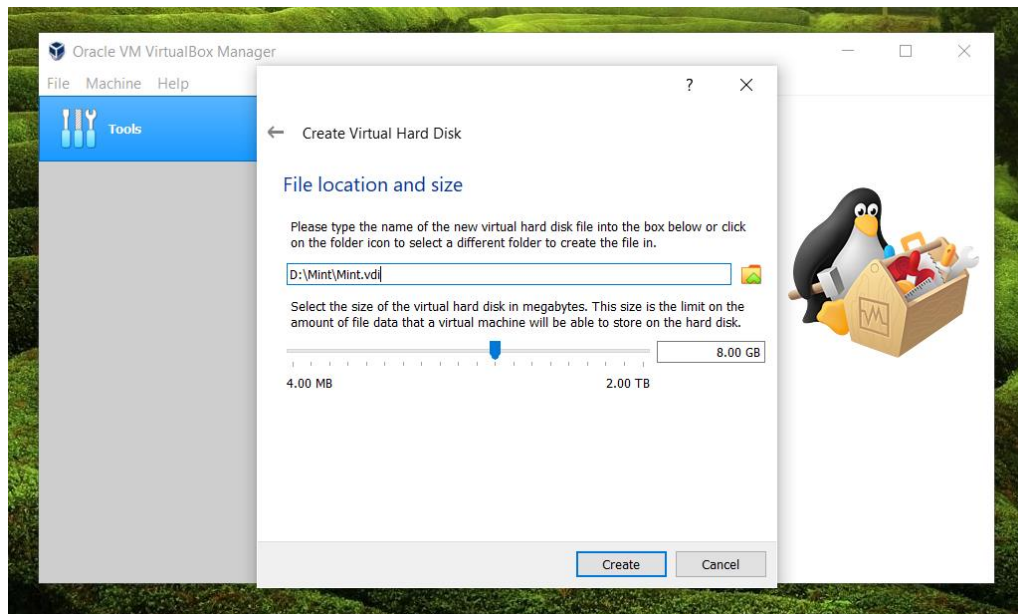 Oracle VM VirtualBox Manager
File Machine Help
Tools
? 
Create Virtual Hard Disk
File location and size
Please type the name of the new virtual hard disk file into the box below or click
on the folder icon to select a different folder to create the file in.
D:\Mint\Mint.vdi
Select the size of the virtual hard disk in megabytes. This size is the limit on the
amount of file data that a virtual machine will be able to store on the hard disk.
8.00 GB
4.00 MB 2.00 TB
Create Cancel